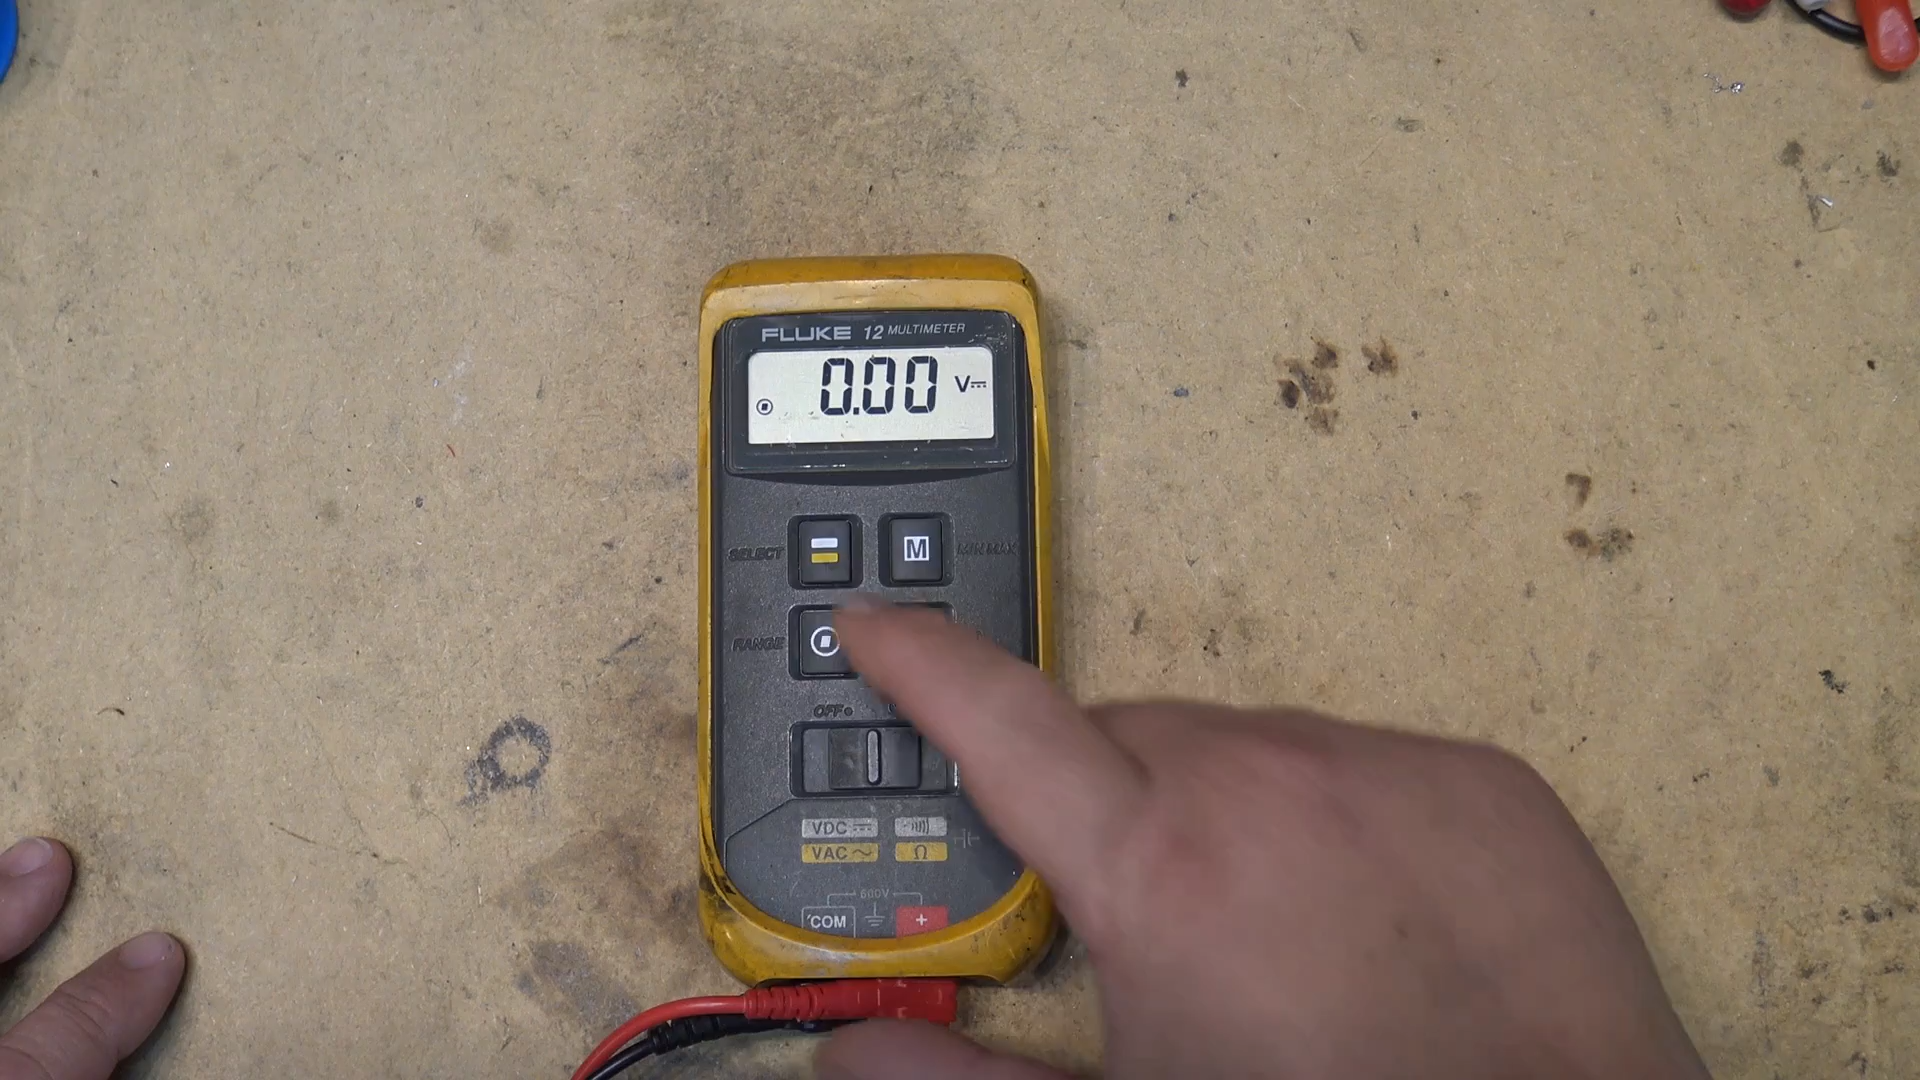 FLUKE 12 MULTIMETER
0.00 V
SELECT
M
MIN MAX
RANGE
OFF
VDC
VAC Ω
600V
COM +